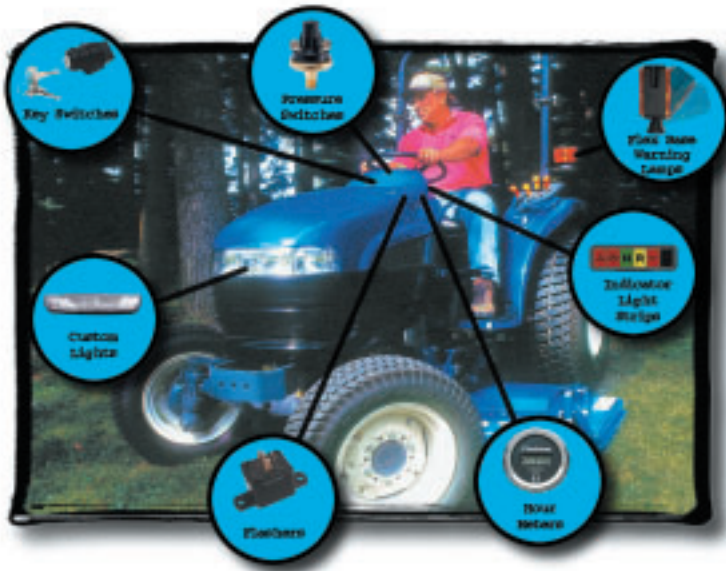 Key Switches
Pressure
Switches
Flex Base
Warning
Lamps
Custom
Lights
Indicator
Light
Strips
Flashers
Hour
Meters